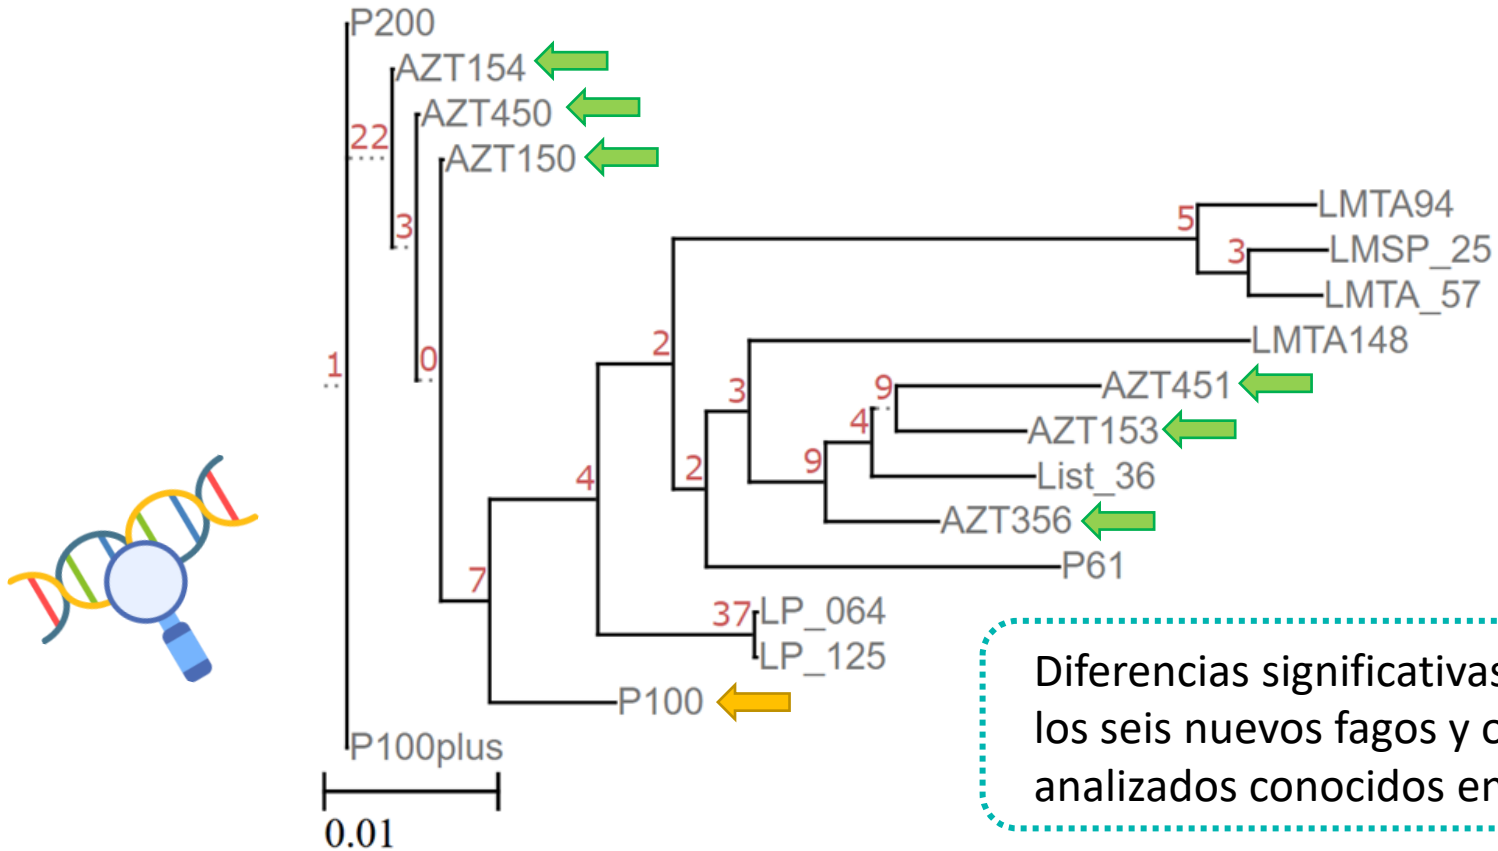 P200
AZT154
AZT450
22
AZT150
LMTA94
5
3
LMSP_25
3
LMTA_57
2
LMTA148
1
0
3
9
AZT451
4
AZT153
9
2
List_36
4
AZT356
7
P61
37
LP_064
LP_125
P100
P100plus
0.01
Diferencias significativas
los seis nuevos fagos y
analizados conocidos en